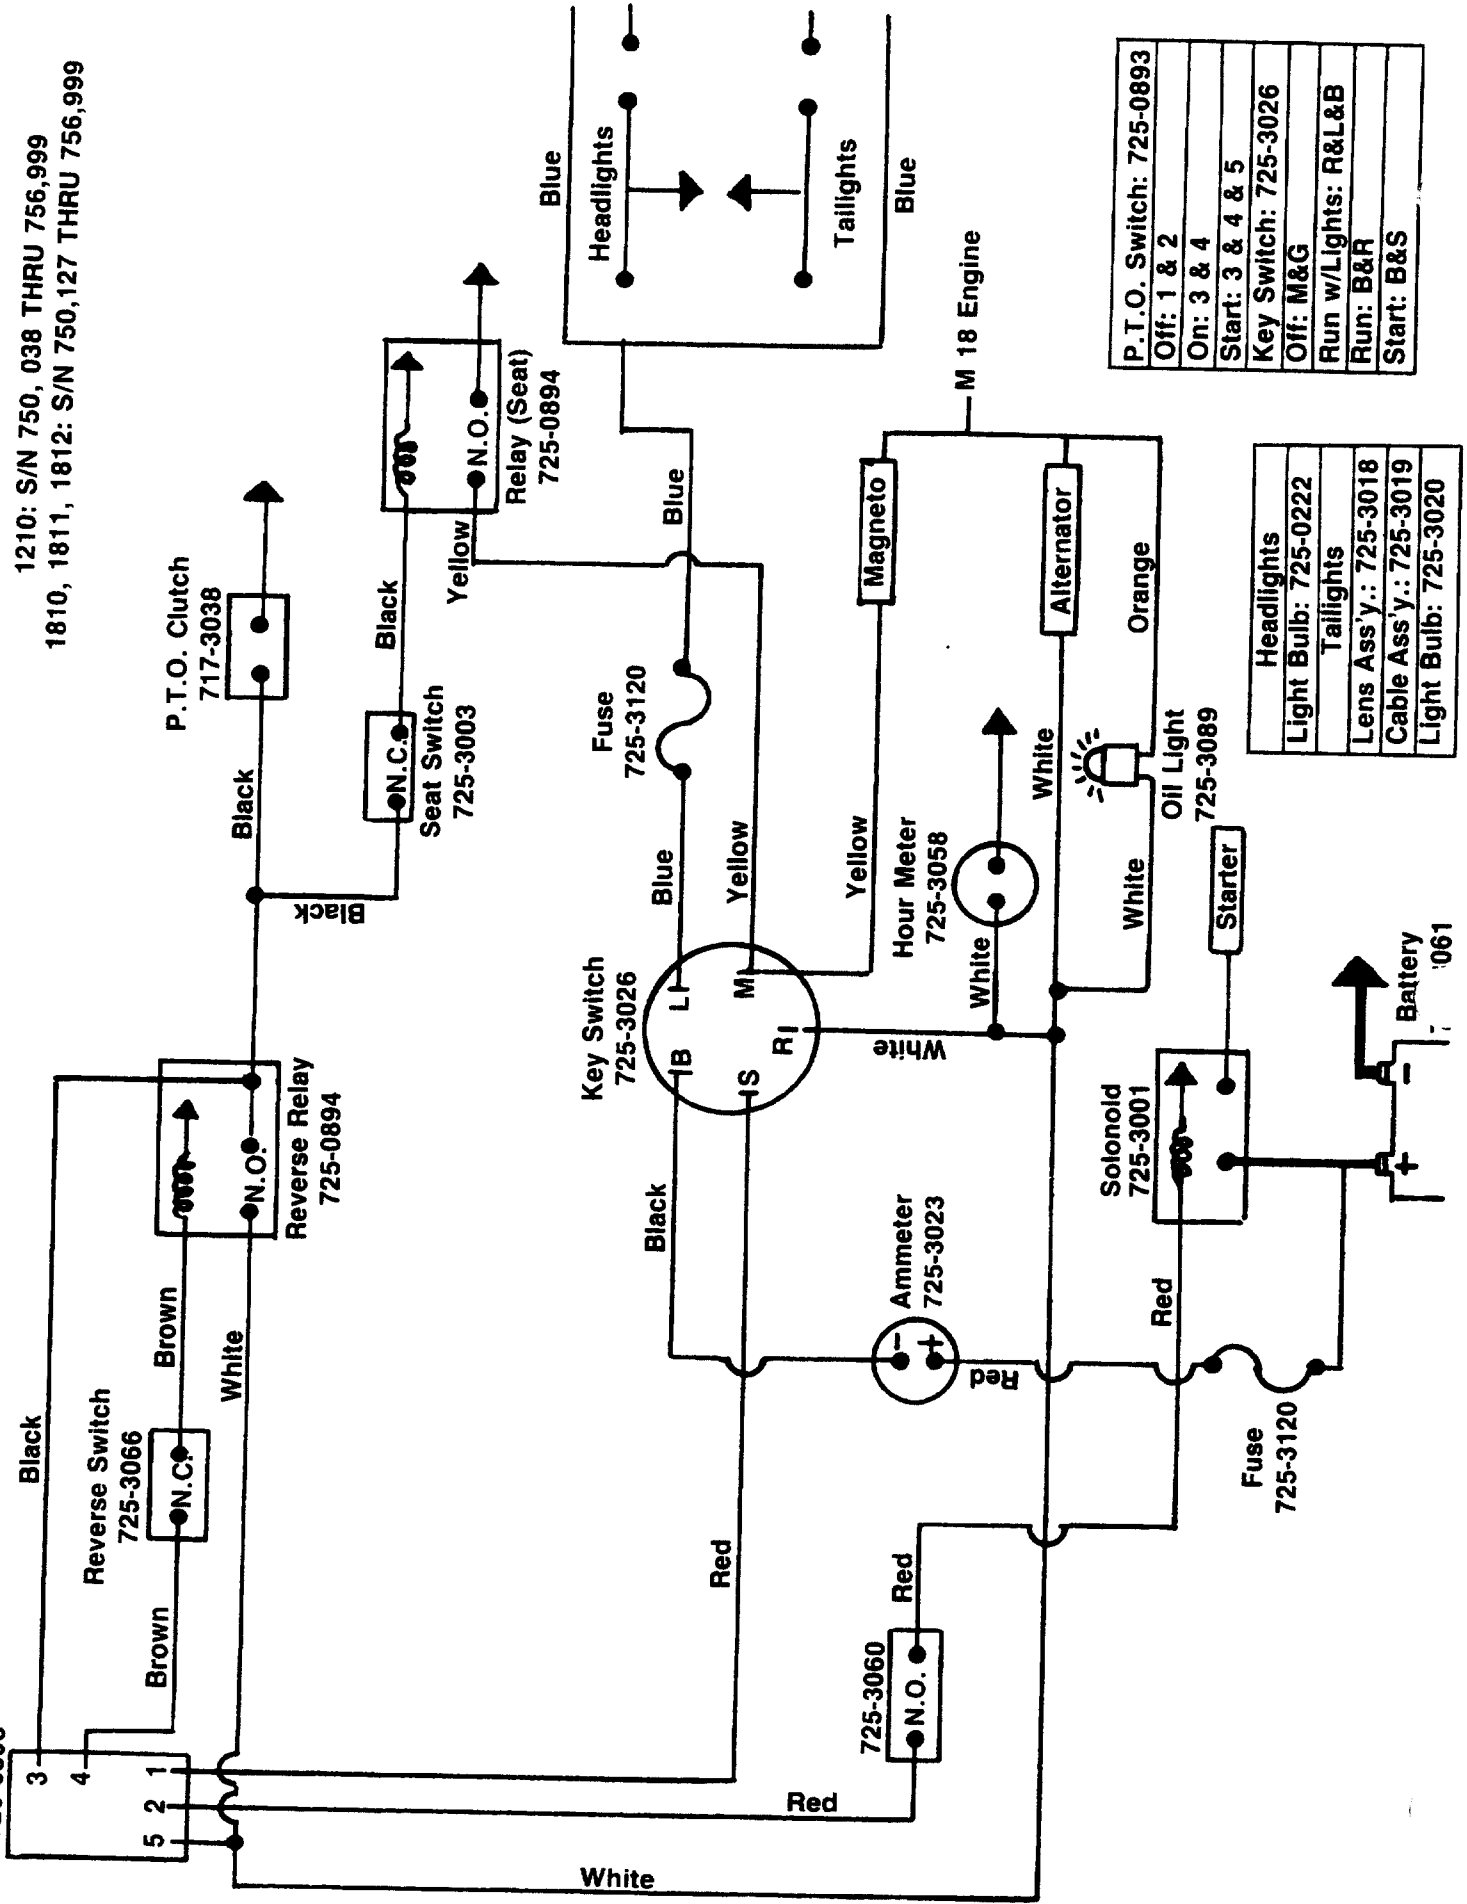 1210: S/N 750, 038 THRU 756,999
1810, 1811, 1812: S/N 750,127 THRU 756,999
3
4
1
2
5
Black
Reverse Switch
725-3066
N.C.
Brown
Brown
White
Reverse Relay
725-0894
N.O.
Black
Black
P.T.O. Clutch
717-3038
Seat Switch
725-3003
N.C.
Black
Yellow
Relay (Seat)
725-0894
N.O.
Blue
Headlights
Taillights
Blue
Blue
Fuse
725-3120
Blue
Yellow
Key Switch
725-3026
B
L
S
M
R
Black
Red
White
Yellow
Magneto
M 18 Engine
Alternator
Orange
White
Hour Meter
725-3058
White
Oil Light
725-3089
White
Ammeter
725-3023
-
+
Red
Red
725-3060
N.O.
Red
White
Red
Solonoid
725-3001
Starter
Fuse
725-3120
Battery
061
-
+
P.T.O. Switch: 725-0893
Off: 1 & 2
On: 3 & 4
Start: 3 & 4 & 5
Key Switch: 725-3026
Off: M&G
Run w/Lights: R&L&B
Run: B&R
Start: B&S
Headlights
Light Bulb: 725-0222
Tailights
Lens Ass'y.: 725-3018
Cable Ass'y.: 725-3019
Light Bulb: 725-3020